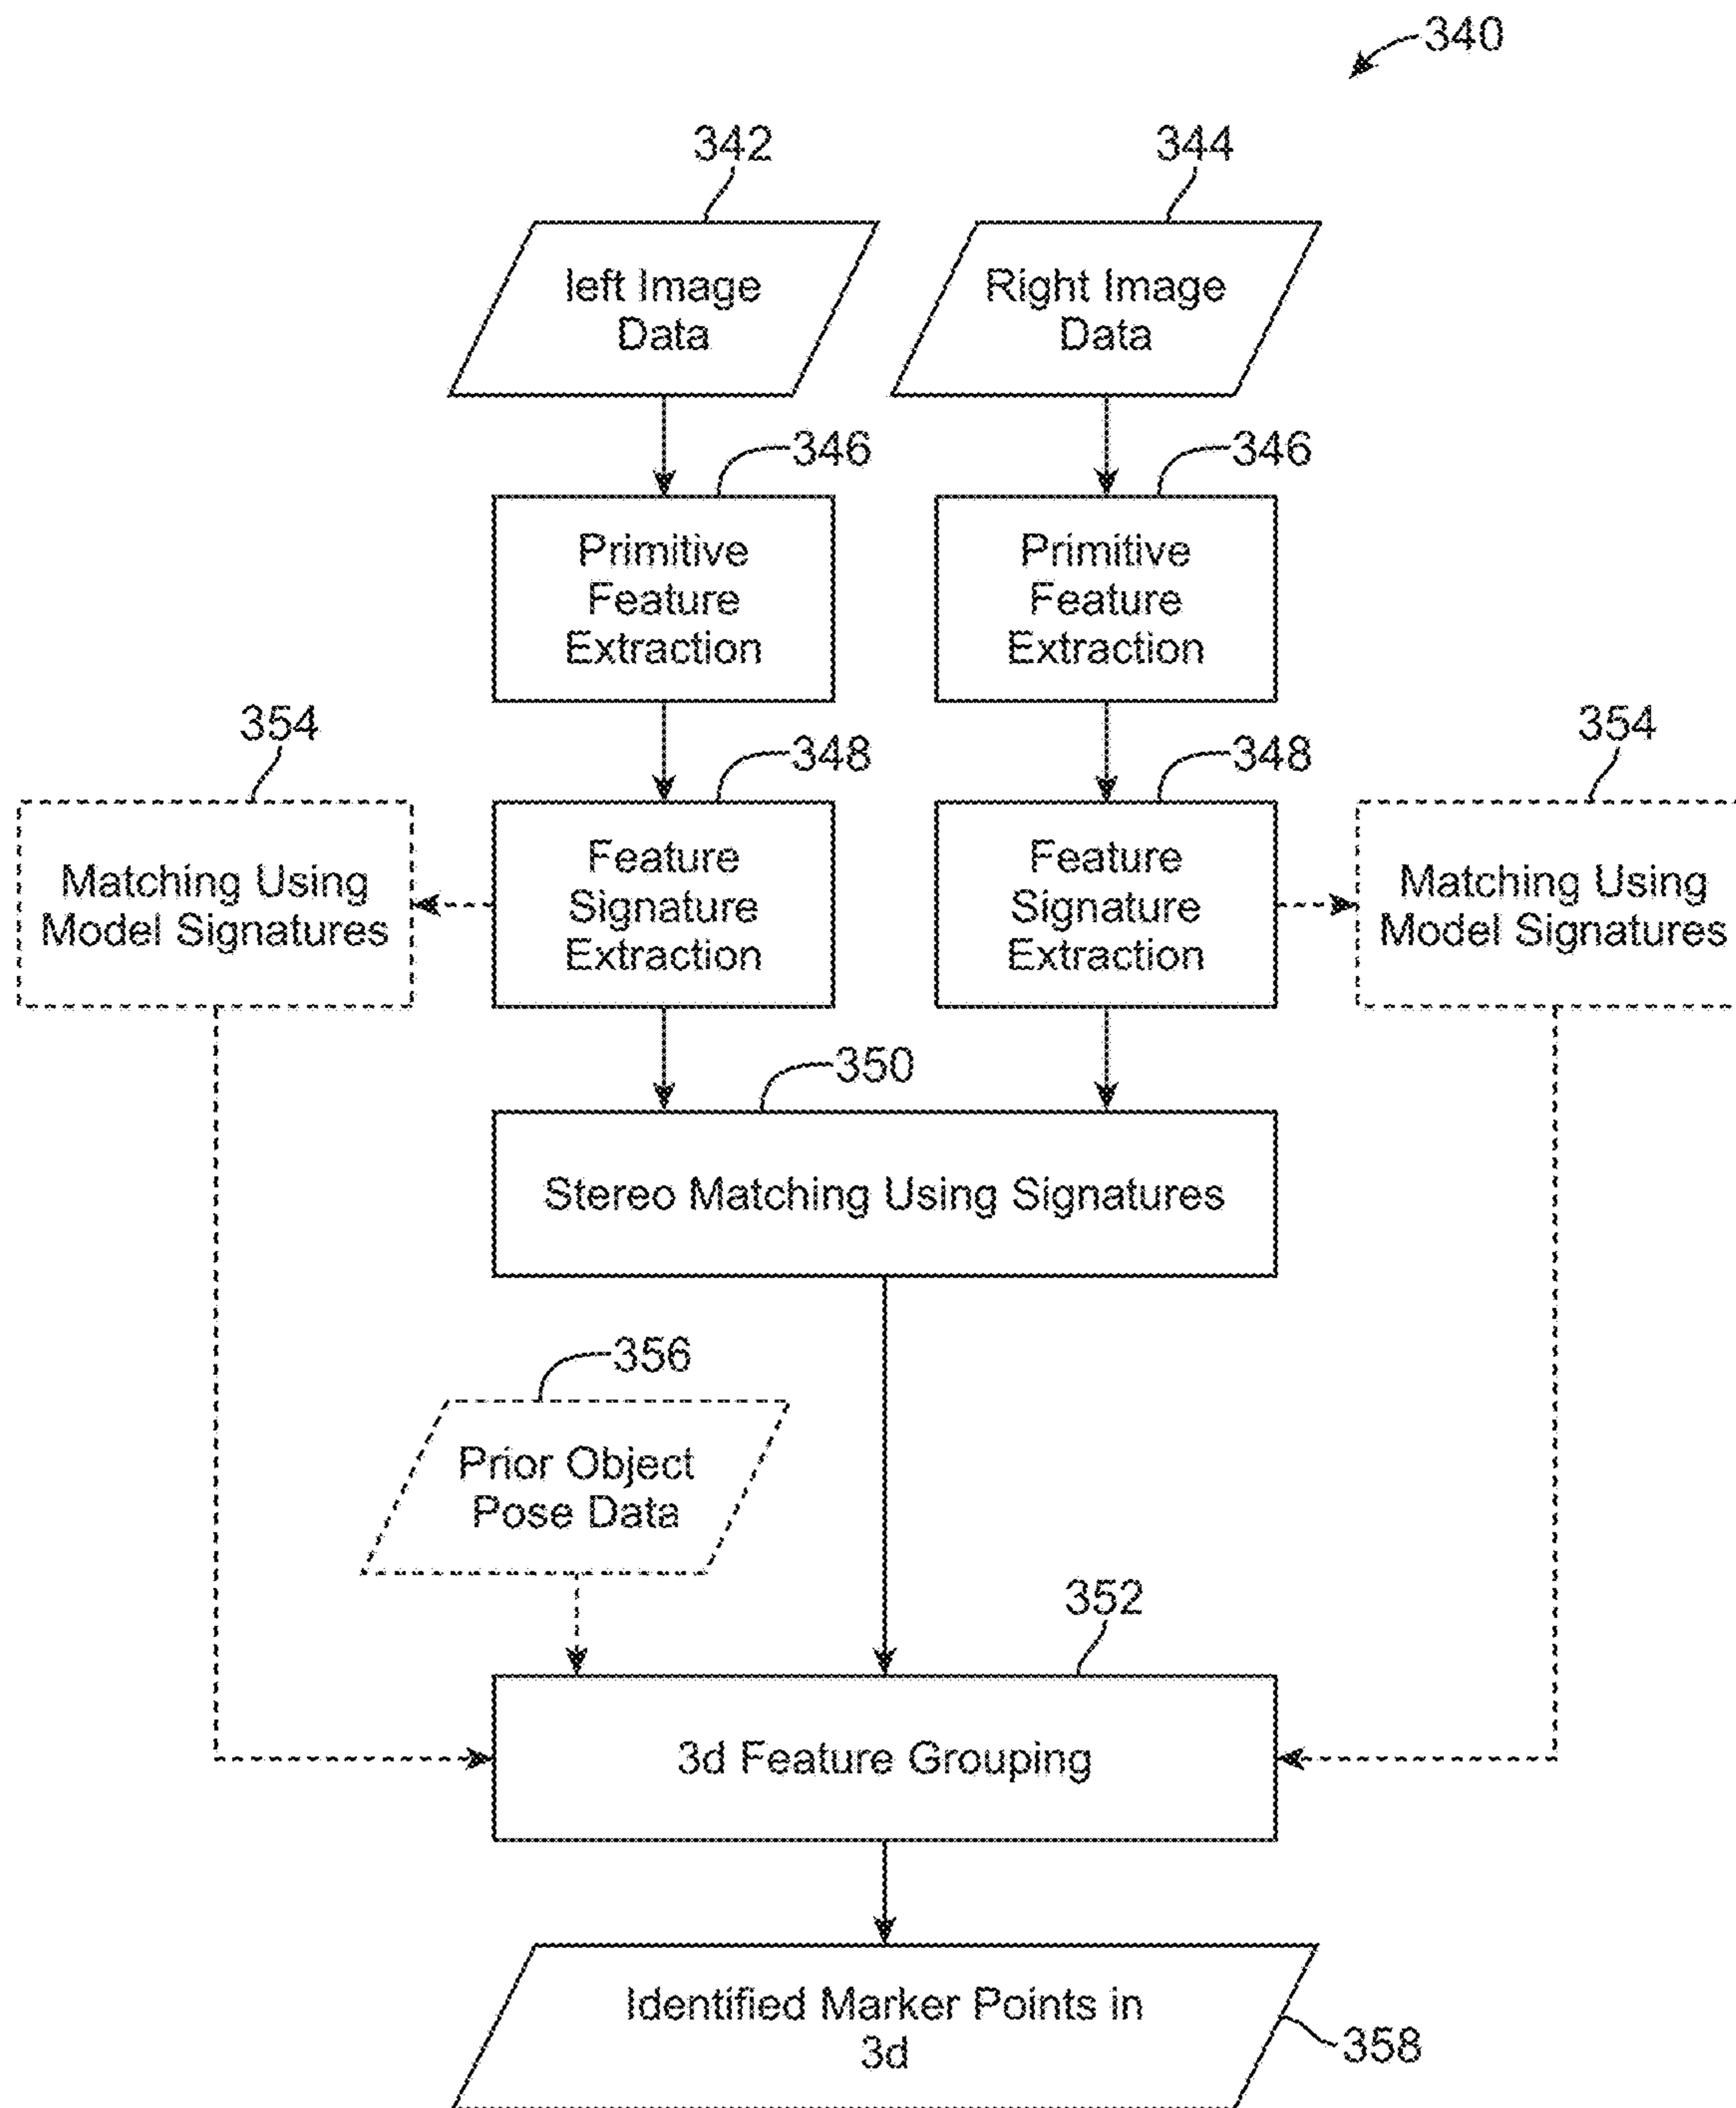 340
342
344
left Image
Data
Right Image
Data
346
346
Primitive
Feature
Extraction
Primitive
Feature
Extraction
354
348
348
354
Matching Using
Model Signatures
Feature
Signature
Extraction
Feature
Signature
Extraction
Matching Using
Model Signatures
350
Stereo Matching Using Signatures
356
Prior Object
Pose Data
352
3d Feature Grouping
Identified Marker Points in
3d
358